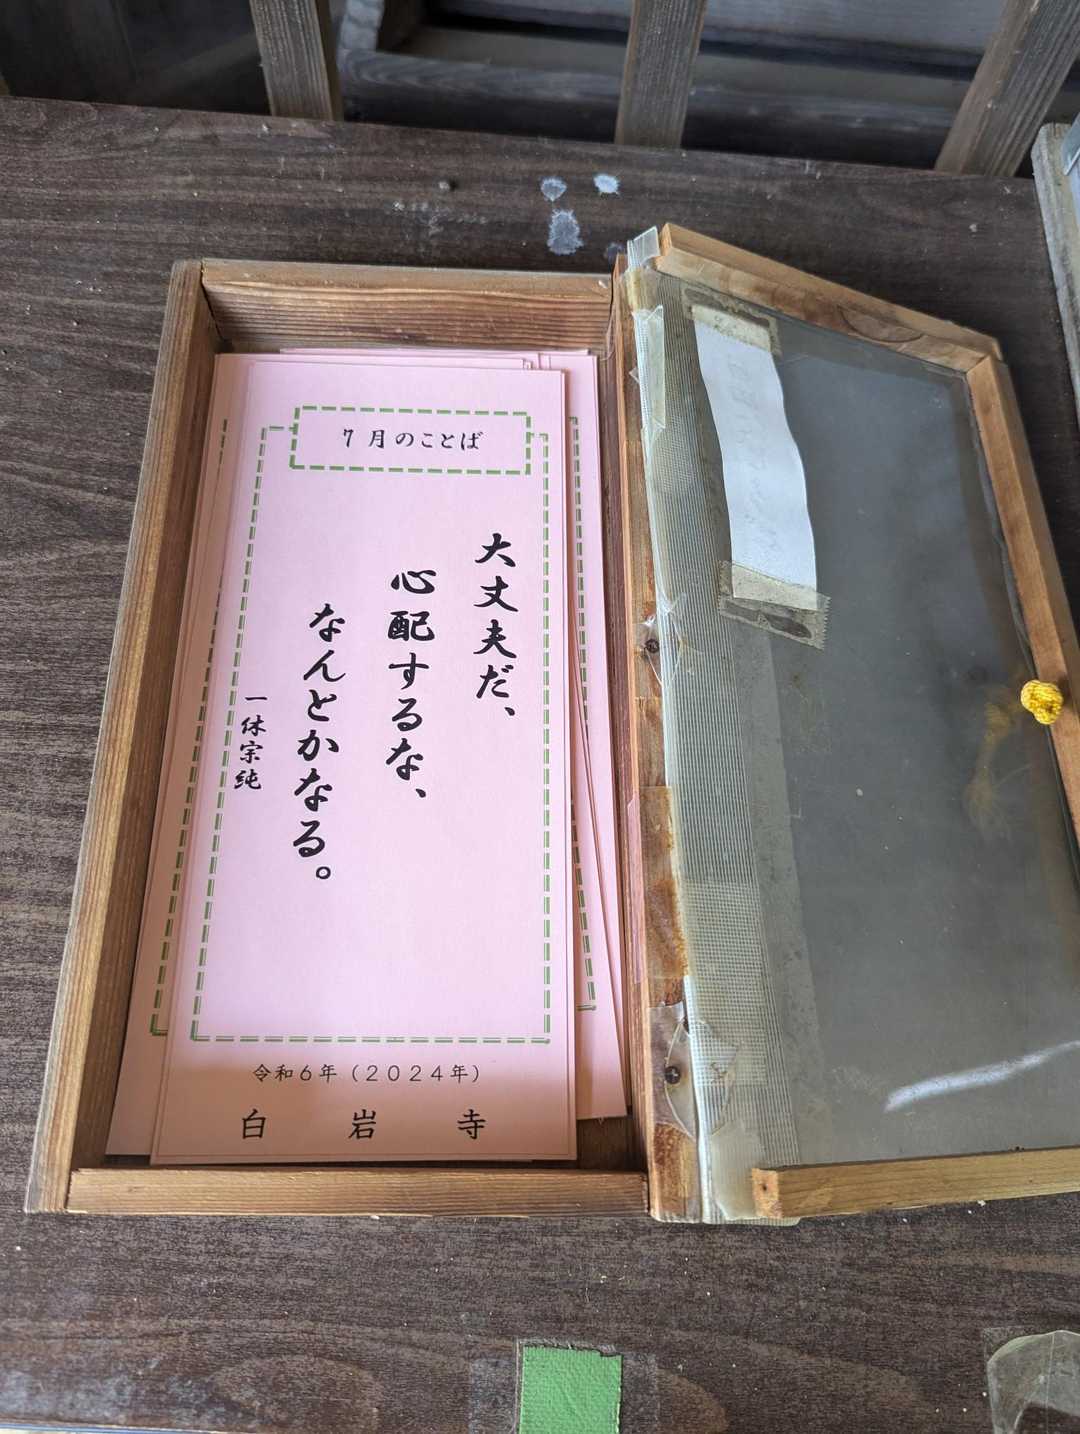 7月のことば
大丈夫だ、
心配するな、
なんとかなる。
一休宗純
令和6年（2024年）
白岩寺